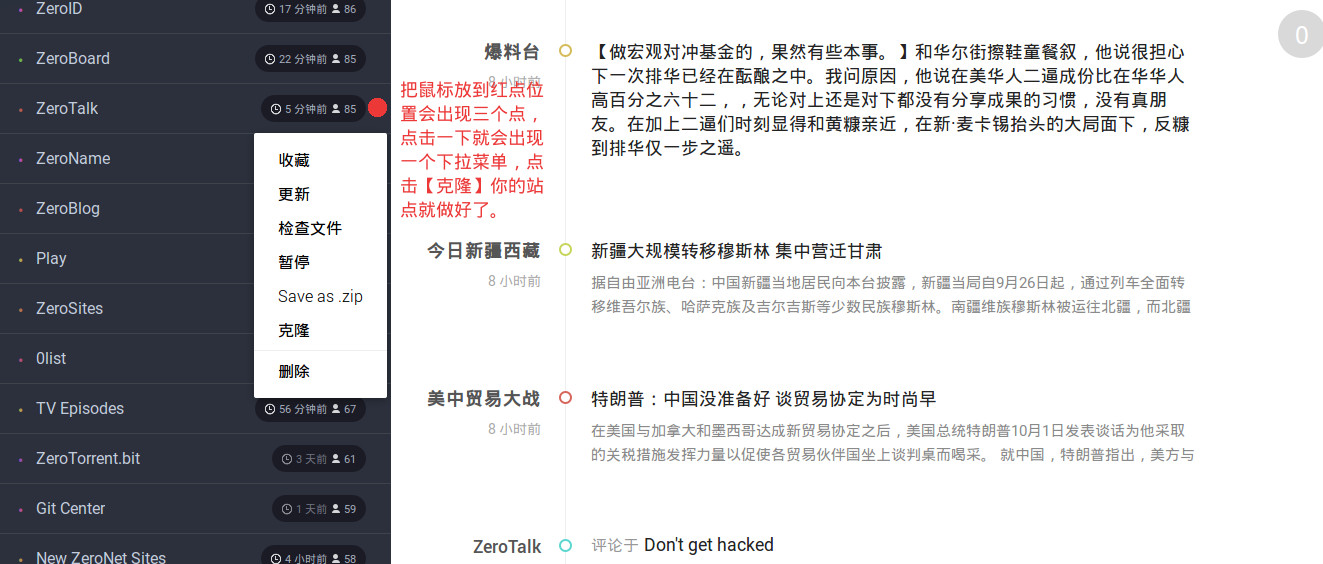 ZeroID
17 分钟前 86
ZeroBoard
22 分钟前 85
ZeroTalk
5 分钟前 85
ZeroName
ZeroBlog
Play
ZeroSites
0list
TV Episodes
56 分钟前 67
ZeroTorrent.bit
3 天前 61
Git Center
1 天前 59
New ZeroNet Sites
4 小时前 58
收藏
更新
检查文件
暂停
Save as .zip
克隆
删除
把鼠标放到红点位
置会出现三个点，
点击一下就会出现
一个下拉菜单，点
击【克隆】你的站
点就做好了。
0
爆料台
8 小时前
【做宏观对冲基金的，果然有些本事。】和华尔街擦鞋童餐叙，他说很担心
下一次排华已经在酝酿之中。我问原因，他说在美华人二逼成份比在华华人
高百分之六十二，，无论对上还是对下都没有分享成果的习惯，没有真朋
友。在加上二逼们时刻显得和黄糠亲近，在新·麦卡锡抬头的大局面下，反糠
到排华仅一步之遥。
今日新疆西藏
8 小时前
新疆大规模转移穆斯林 集中营迁甘肃
据自由亚洲电台：中国新疆当地居民向本台披露，新疆当局自9月26日起，通过列车全面转
移维吾尔族、哈萨克族及吉尔吉斯等少数民族穆斯林。南疆维族穆斯林被运往北疆，而北疆
美中贸易大战
8 小时前
特朗普：中国没准备好 谈贸易协定为时尚早
在美国与加拿大和墨西哥达成新贸易协定之后，美国总统特朗普10月1日发表谈话为他采取
的关税措施发挥力量以促使各贸易伙伴国坐上谈判桌而喝采。 就中国，特朗普指出，美方与
ZeroTalk
评论于 Don't get hacked